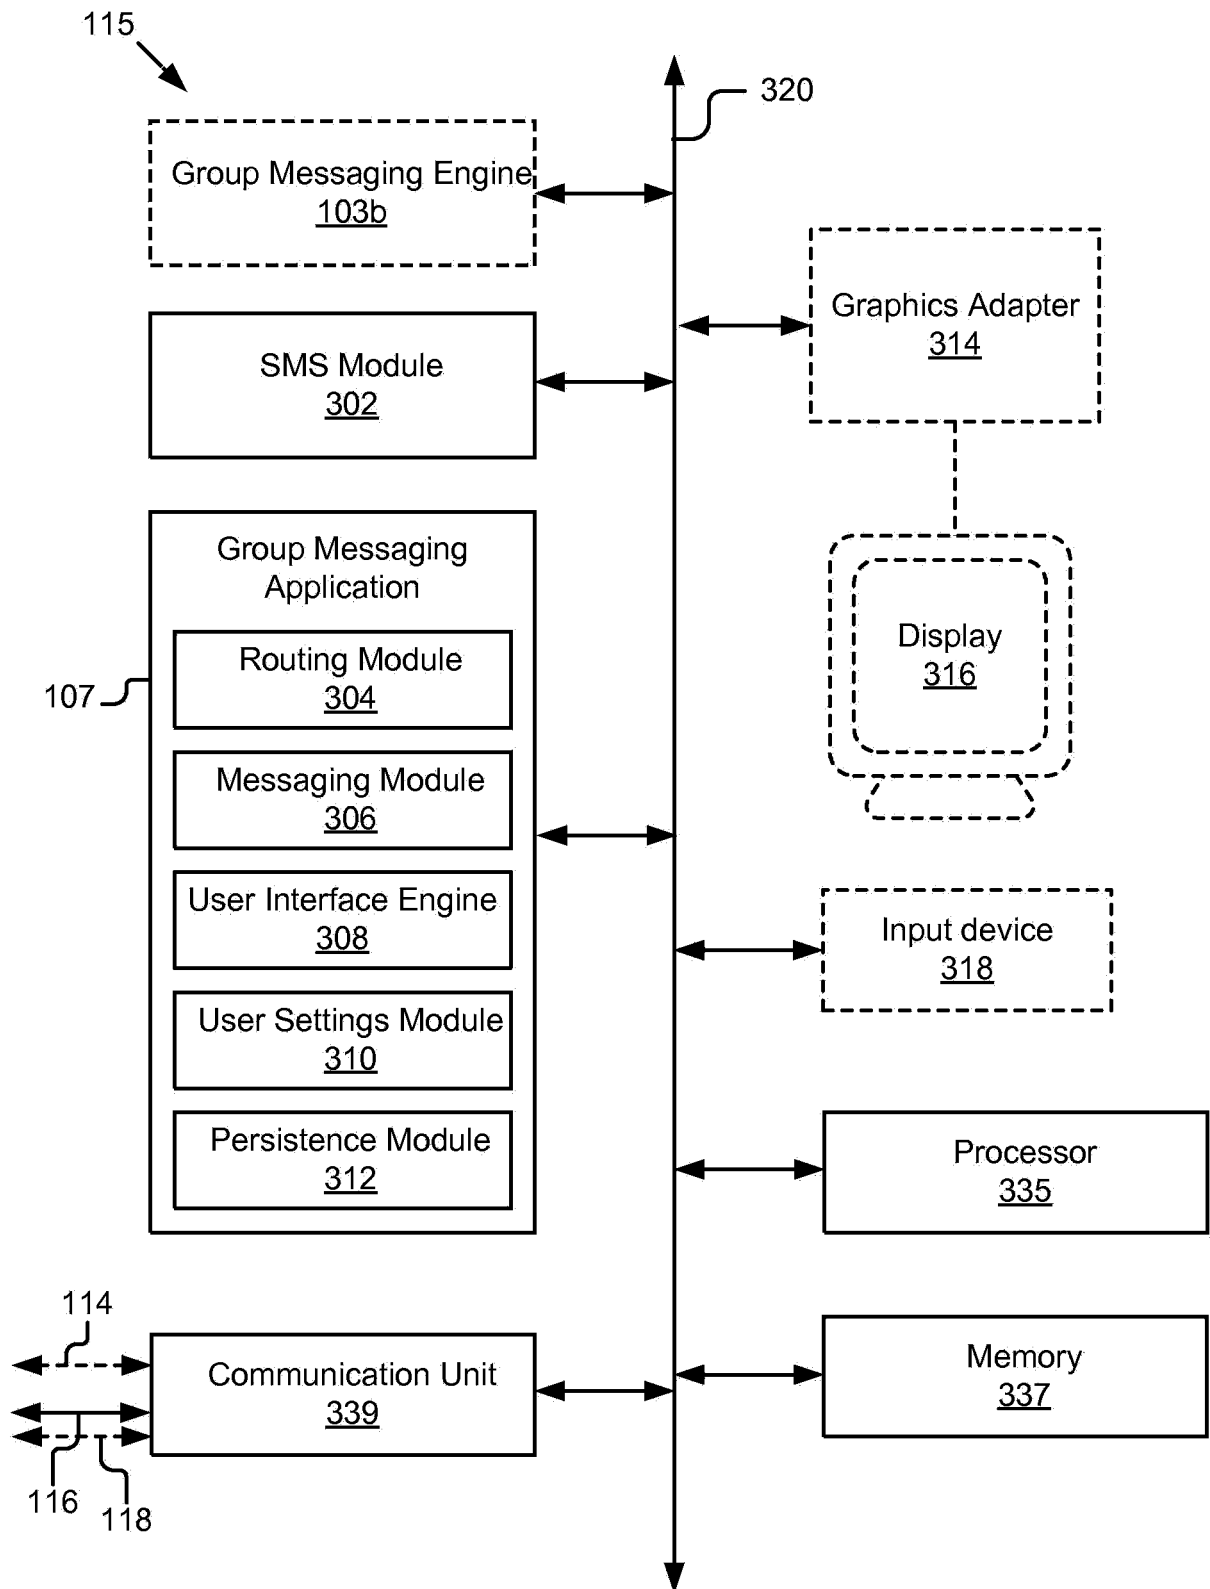 115
320
Group Messaging Engine
103b
Graphics Adapter
314
SMS Module
302
Group Messaging
Application
Routing Module
304
107
Display
316
Messaging Module
306
User Interface Engine
308
Input device
318
User Settings Module
310
Persistence Module
312
Processor
335
114
Communication Unit
339
Memory
337
116
118